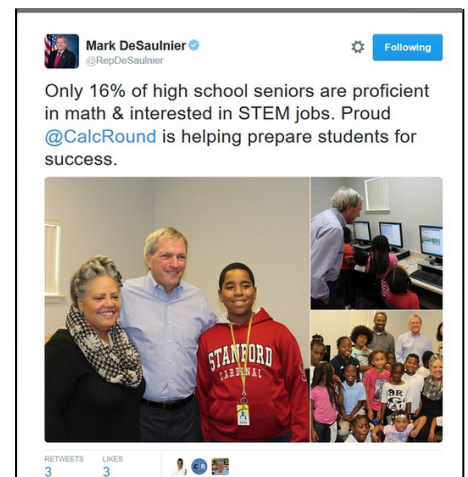 Mark DeSaulnier
Following
@RepDeSaulnier
Only 16% of high school seniors are proficient
in math & interested in STEM jobs. Proud
@CalcRound is helping prepare students for
success.
STANFORD
CARDINAL
RETWEETS
LIKES
3
3
CR